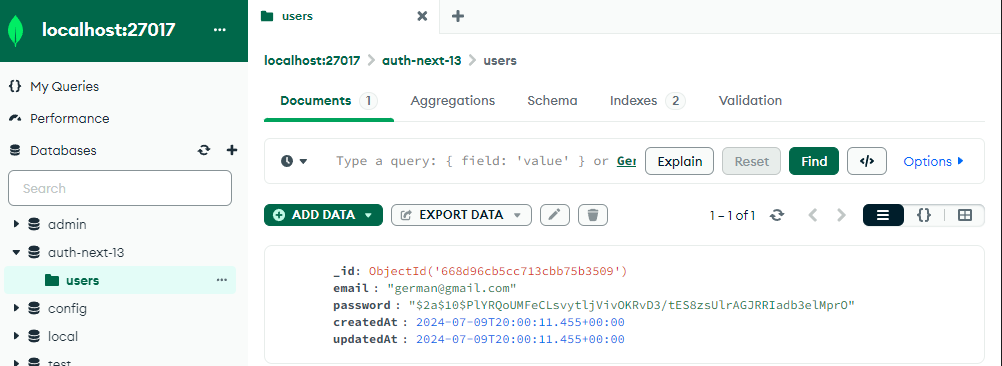 localhost:27017 ...
users
localhost:27017 > auth-next-13 > users
My Queries
Performance
Databases
Search
admin
auth-next-13
users ...
config
local
test
Documents 1 Aggregations Schema Indexes 2 Validation
Type a query: { field: 'value' } or Ger Explain Reset Find </> Options
ADD DATA EXPORT DATA 1 – 1 of 1 {}
_id: ObjectId('668d96cb5cc713cbb75b3509')
email : "german@gmail.com"
password : "$2a$10$PlYRQoUMFeCLsvytljVivOKRvD3/tES8zsUlrAGJRRIadb3elMprO"
createdAt : 2024-07-09T20:00:11.455+00:00
updatedAt : 2024-07-09T20:00:11.455+00:00